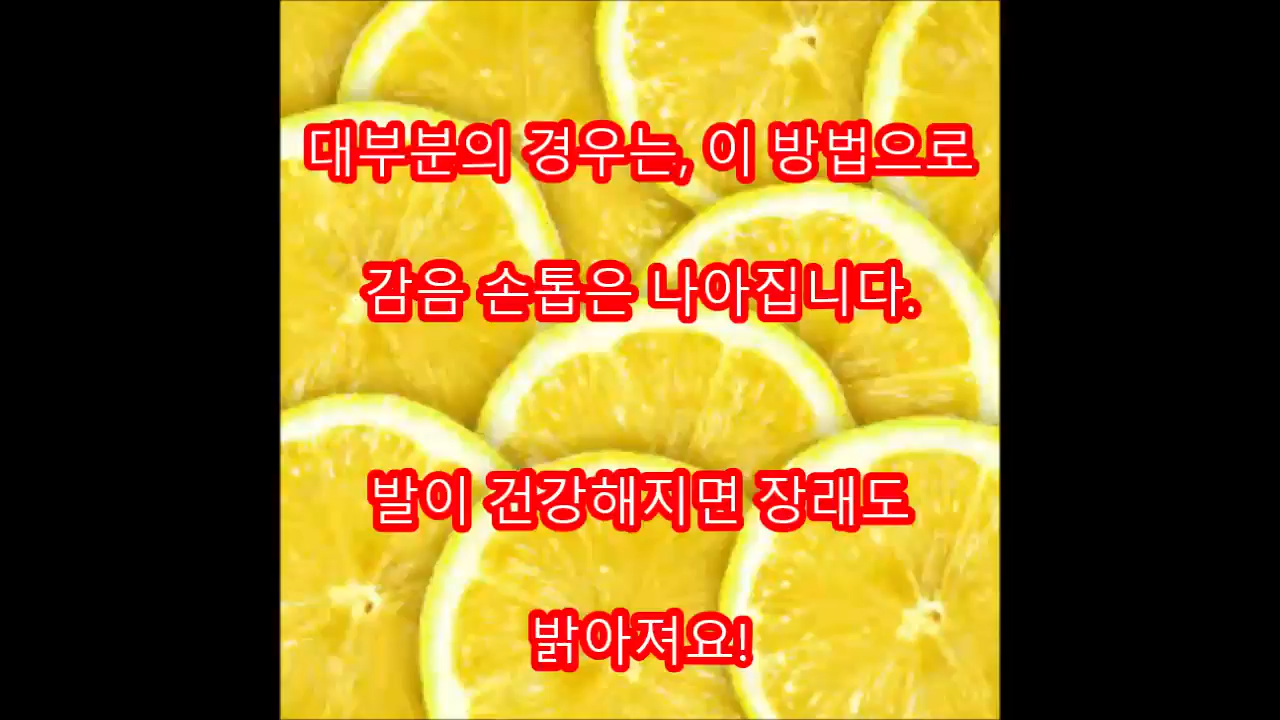 대부분의 경우는, 이 방법으로
감음 손톱은 나아집니다.
발이 건강해지면 장래도
밝아져요!